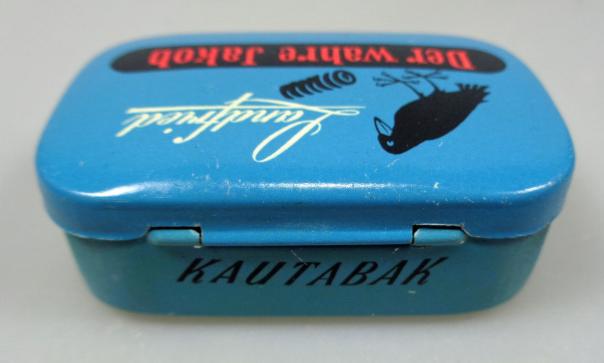 Der wahre Jakob
Landfried
KAUTABAK